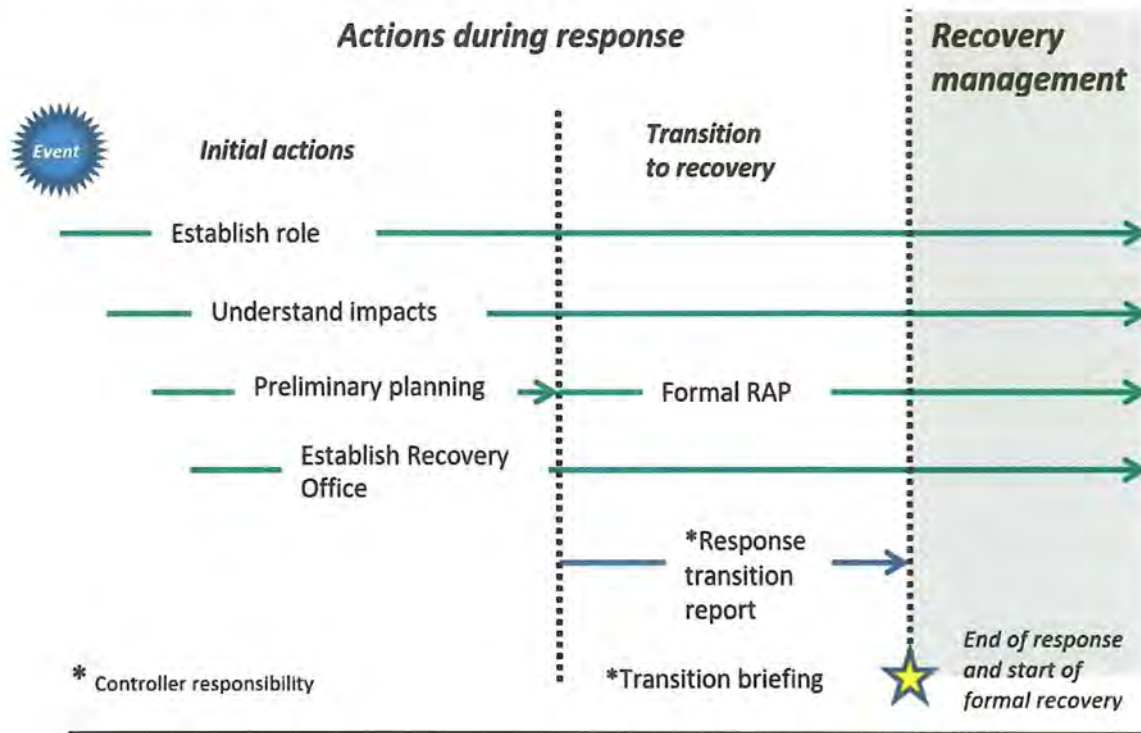 Actions during response
Recovery
management
Event
Initial actions
Transition
to recovery
Establish role
Understand impacts
Preliminary planning
Formal RAP
Establish Recovery
Office
*Response
transition
report
* Controller responsibility
*Transition briefing
End of response
and start of
formal recovery